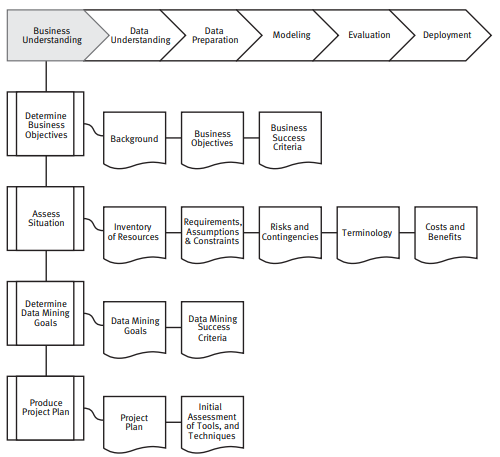 Business
Understanding
Data
Understanding
Data
Preparation
Modeling
Evaluation
Deployment
Determine
Business
Objectives
Background
Business
Objectives
Business
Success
Criteria
Assess
Situation
Inventory
of Resources
Requirements,
Assumptions
& Constraints
Risks and
Contingencies
Terminology
Costs and
Benefits
Determine
Data Mining
Goals
Data Mining
Goals
Data Mining
Success
Criteria
Produce
Project Plan
Project
Plan
Initial
Assessment
of Tools, and
Techniques